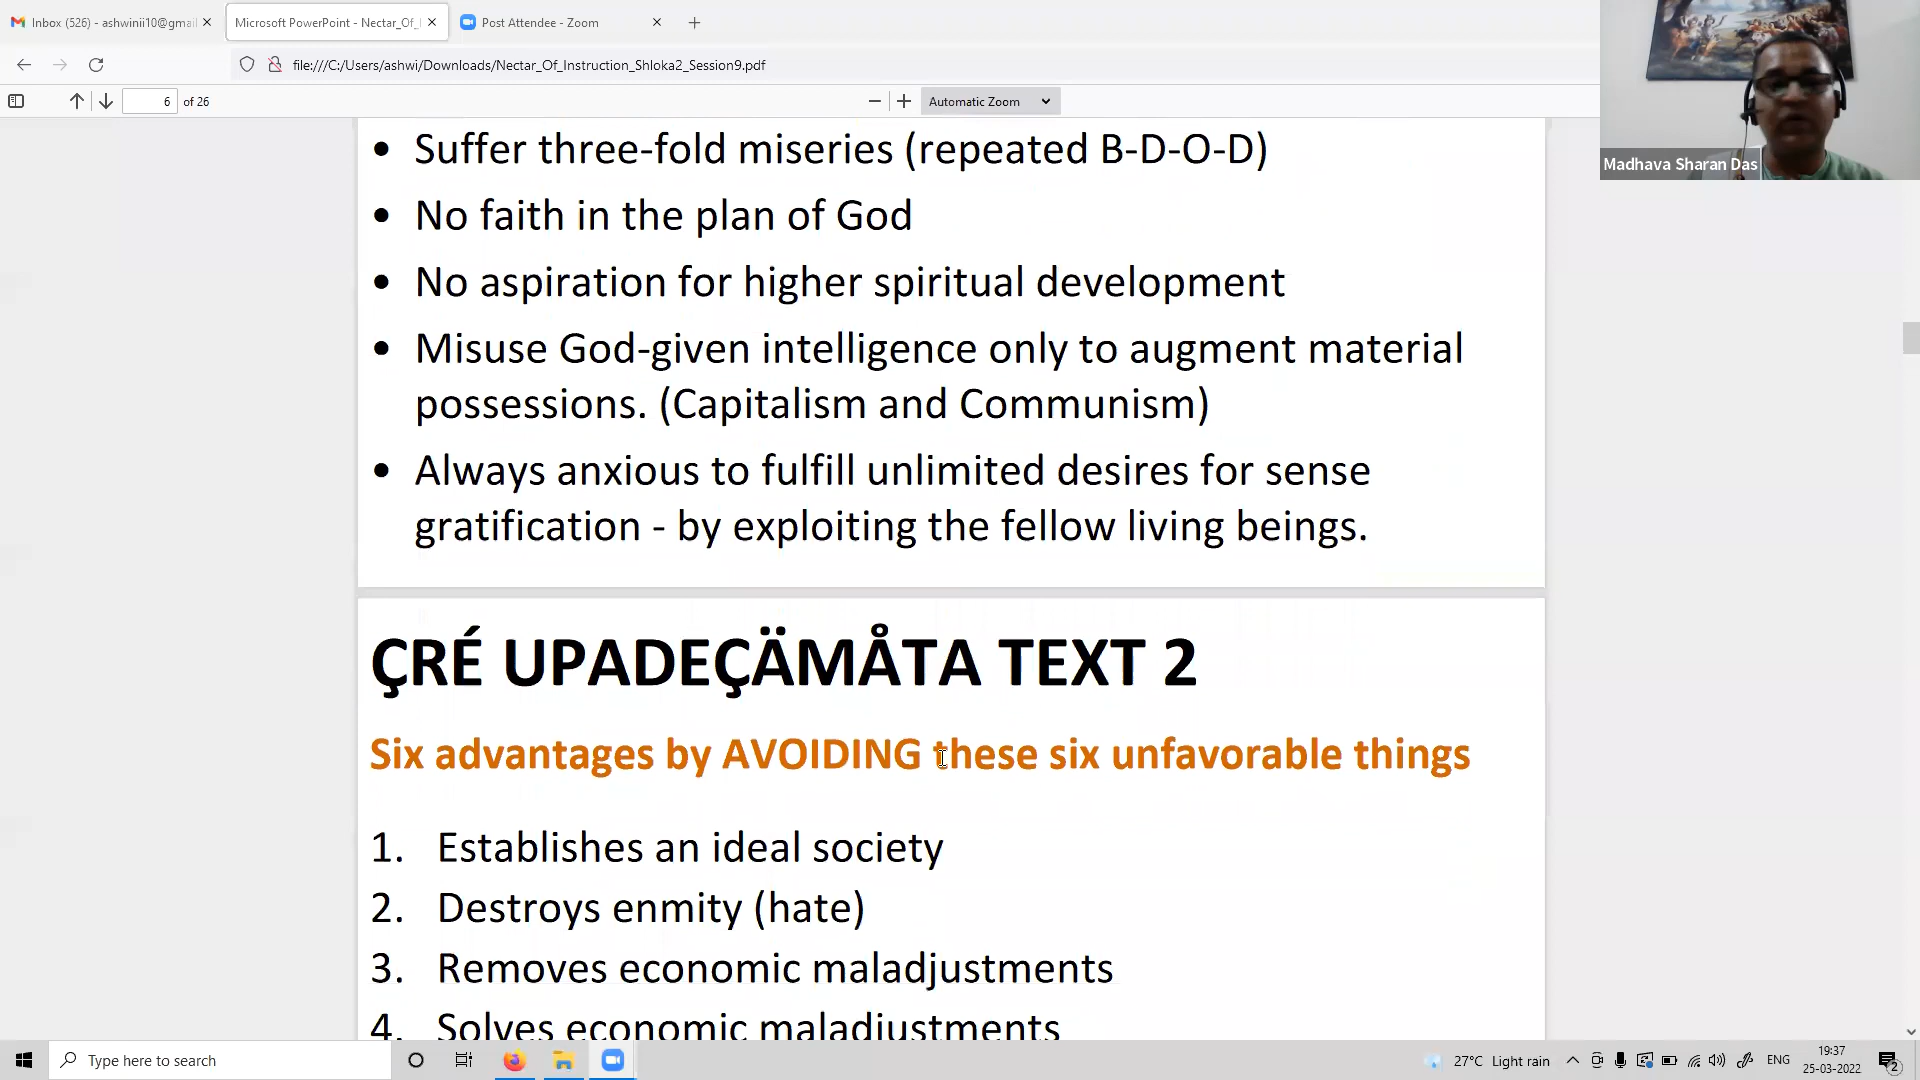 Inbox (526) - ashwinii10@gmai
Microsoft PowerPoint - Nectar_Of_
Post Attendee - Zoom
file:///C:/Users/ashwi/Downloads/Nectar_Of_Instruction_Shloka2_Session9.pdf
6 of 26
Automatic Zoom
Madhava Sharan Das
• Suffer three-fold miseries (repeated B-D-O-D)
• No faith in the plan of God
• No aspiration for higher spiritual development
• Misuse God-given intelligence only to augment material
possessions. (Capitalism and Communism)
• Always anxious to fulfill unlimited desires for sense
gratification - by exploiting the fellow living beings.
ÇRÉ UPADEÇÄMÅTA TEXT 2
Six advantages by AVOIDING these six unfavorable things
1. Establishes an ideal society
2. Destroys enmity (hate)
3. Removes economic maladjustments
4. Solves economic maladjustments
Type here to search
27°C Light rain
ENG
19:37
25-03-2022
2